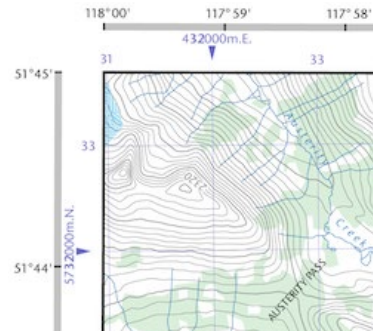 118°00' 117°59' 117°58'
432000m.E.
31 33
51°45'
33
Austerity
2120
Creek
5732000m.N.
51°44'
AUSTERITY PASS